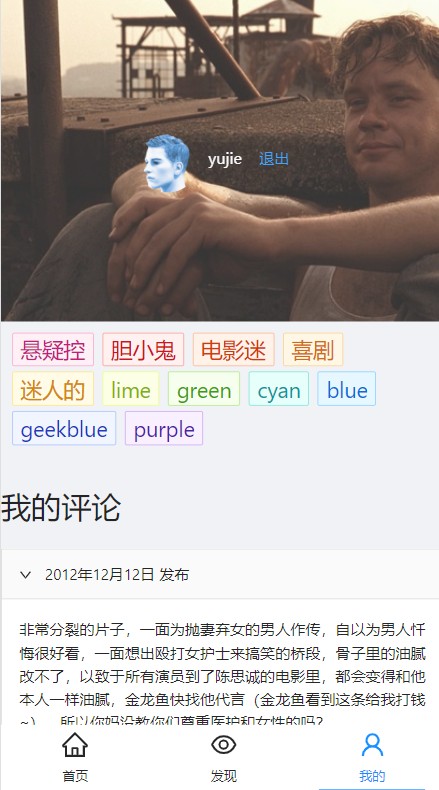 yujie 退出
悬疑控 胆小鬼 电影迷 喜剧
迷人的 lime green cyan blue
geekblue purple
我的评论
2012年12月12日 发布
非常分裂的片子，一面为抛妻弃女的男人作传，自以为男人忏
悔很好看，一面想出殴打女护士来搞笑的桥段，骨子里的油腻
改不了，以致于所有演员到了陈思诚的电影里，都会变得和他
本人一样油腻，金龙鱼快找他代言（金龙鱼看到这条给我打钱
~）。所以你妈没教你们尊重医护和女性的吗?
首页 发现 我的